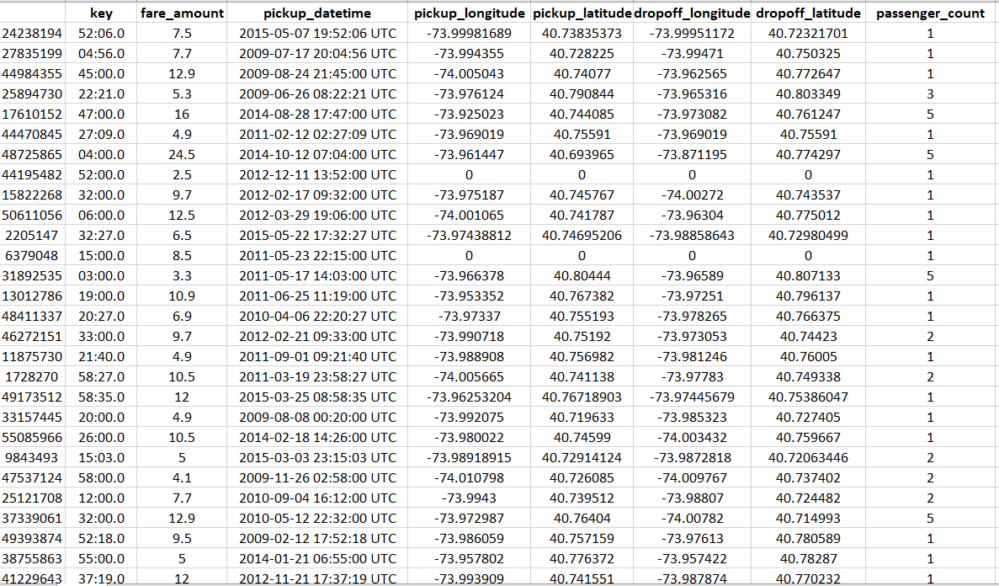 key fare_amount pickup_datetime pickup_longitude pickup_latitude dropoff_longitude dropoff_latitude passenger_count
24238194 52:06.0 7.5 2015-05-07 19:52:06 UTC -73.99981689 40.73835373 -73.99951172 40.72321701 1
27835199 04:56.0 7.7 2009-07-17 20:04:56 UTC -73.994355 40.728225 -73.99471 40.750325 1
44984355 45:00.0 12.9 2009-08-24 21:45:00 UTC -74.005043 40.74077 -73.962565 40.772647 1
25894730 22:21.0 5.3 2009-06-26 08:22:21 UTC -73.976124 40.790844 -73.965316 40.803349 3
17610152 47:00.0 16 2014-08-28 17:47:00 UTC -73.925023 40.744085 -73.973082 40.761247 5
44470845 27:09.0 4.9 2011-02-12 02:27:09 UTC -73.969019 40.75591 -73.969019 40.75591 1
48725865 04:00.0 24.5 2014-10-12 07:04:00 UTC -73.961447 40.693965 -73.871195 40.774297 5
44195482 52:00.0 2.5 2012-12-11 13:52:00 UTC 0 0 0 0 1
15822268 32:00.0 9.7 2012-02-17 09:32:00 UTC -73.975187 40.745767 -74.00272 40.743537 1
50611056 06:00.0 12.5 2012-03-29 19:06:00 UTC -74.001065 40.741787 -73.96304 40.775012 1
2205147 32:27.0 6.5 2015-05-22 17:32:27 UTC -73.97438812 40.74695206 -73.98858643 40.72980499 1
6379048 15:00.0 8.5 2011-05-23 22:15:00 UTC 0 0 0 0 1
31892535 03:00.0 3.3 2011-05-17 14:03:00 UTC -73.966378 40.80444 -73.96589 40.807133 5
13012786 19:00.0 10.9 2011-06-25 11:19:00 UTC -73.953352 40.767382 -73.97251 40.796137 1
48411337 20:27.0 6.9 2010-04-06 22:20:27 UTC -73.97337 40.755193 -73.978265 40.766375 1
46272151 33:00.0 9.7 2012-02-21 09:33:00 UTC -73.990718 40.75192 -73.973053 40.74423 2
11875730 21:40.0 4.9 2011-09-01 09:21:40 UTC -73.988908 40.756982 -73.981246 40.76005 1
1728270 58:27.0 10.5 2011-03-19 23:58:27 UTC -74.005665 40.741138 -73.97783 40.749338 2
49173512 58:35.0 12 2015-03-25 08:58:35 UTC -73.96253204 40.76718903 -73.97445679 40.75386047 1
33157445 20:00.0 4.9 2009-08-08 00:20:00 UTC -73.992075 40.719633 -73.985323 40.727405 1
55085966 26:00.0 10.5 2014-02-18 14:26:00 UTC -73.980022 40.74599 -74.003432 40.759667 1
9843493 15:03.0 5 2015-03-03 23:15:03 UTC -73.98918915 40.72914124 -73.9872818 40.72063446 2
47537124 58:00.0 4.1 2009-11-26 02:58:00 UTC -74.010798 40.726085 -74.009767 40.737402 2
25121708 12:00.0 7.7 2010-09-04 16:12:00 UTC -73.9943 40.739512 -73.98807 40.724482 2
37339061 32:00.0 12.9 2010-05-12 22:32:00 UTC -73.972987 40.76404 -74.00782 40.714993 5
49393874 52:18.0 9.5 2009-02-12 17:52:18 UTC -73.986059 40.757159 -73.97613 40.780589 1
38755863 55:00.0 5 2014-01-21 06:55:00 UTC -73.957802 40.776372 -73.957422 40.78287 1
41229643 37:19.0 12 2012-11-21 17:37:19 UTC -73.993909 40.741551 -73.987874 40.770232 1